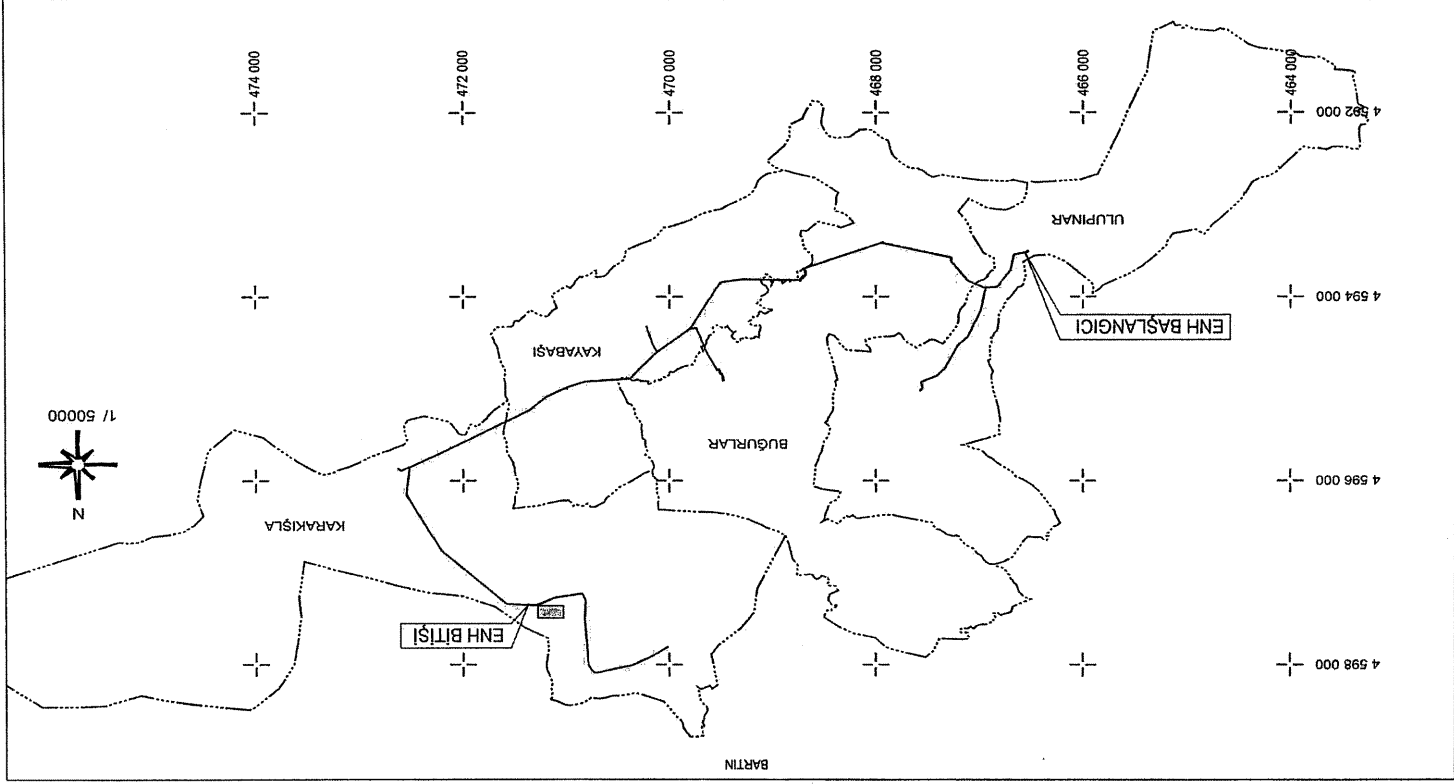 BARTIN
4 598 000
ENH BİTİŞİ
KARAKIŞLA
N
4 596 000
BUĞURLAR
1/ 50000
KAYABAŞI
ENH BAŞLANGICI
4 594 000
ULUPINAR
4 592 000
464 000
466 000
468 000
470 000
472 000
474 000